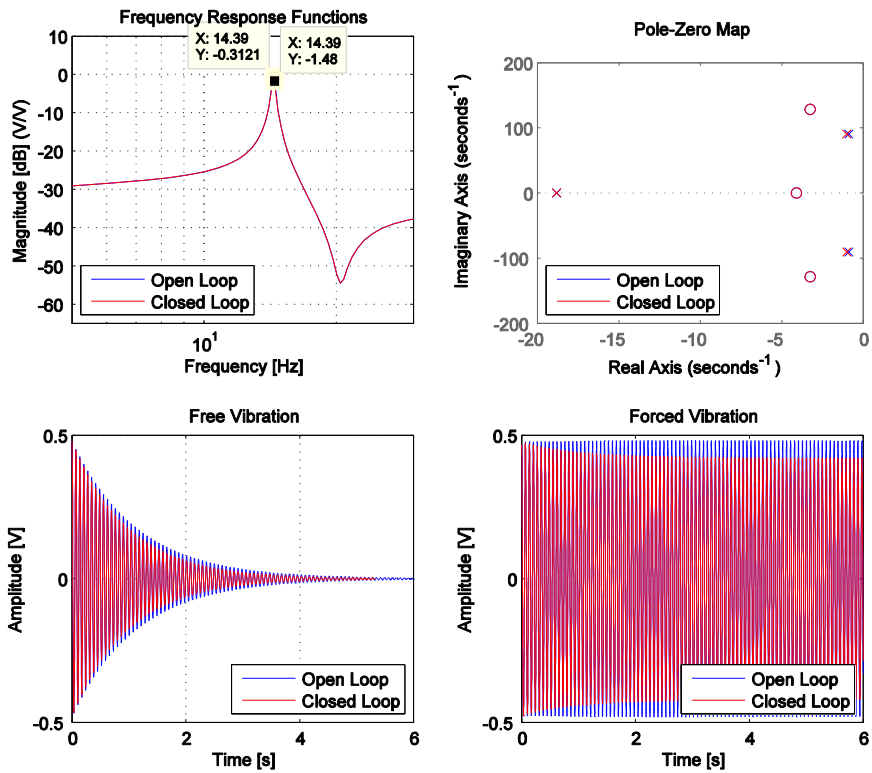 Frequency Response Functions
X: 14.39
Y: -0.3121
X: 14.39
Y: -1.48
10
0
-10
-20
-30
-40
-50
-60
Magnitude [dB] (V/V)
Open Loop
Closed Loop
10^1
Frequency [Hz]
Pole-Zero Map
200
100
0
-100
-200
Imaginary Axis (seconds^-1)
Open Loop
Closed Loop
-20
-15
-10
-5
0
Real Axis (seconds^-1)
Free Vibration
0.5
0
-0.5
Amplitude [V]
Open Loop
Closed Loop
0
2
4
6
Time [s]
Forced Vibration
0.5
0
-0.5
Amplitude [V]
Open Loop
Closed Loop
0
2
4
6
Time [s]